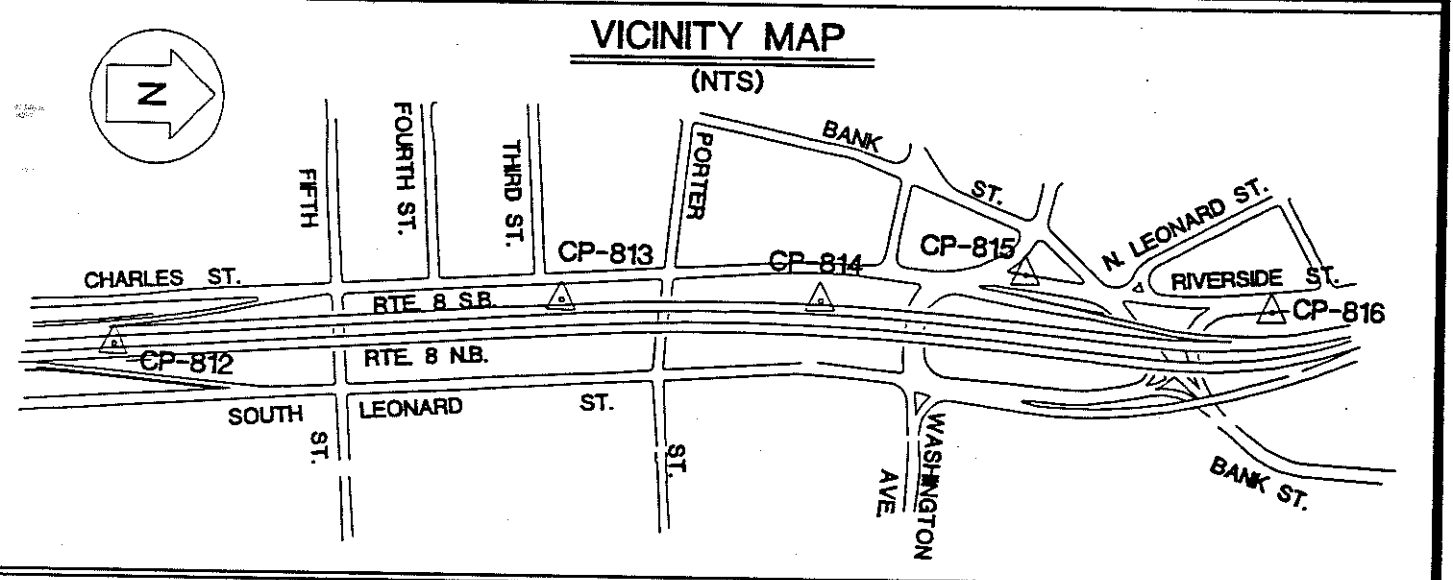 VICINITY MAP
(NTS)
N
FIFTH
FOURTH ST.
THIRD ST.
PORTER
BANK
ST.
CP-813
CP-814
CP-815
N. LEONARD ST.
CHARLES ST.
RIVERSIDE ST.
RTE. 8 S.B.
CP-816
CP-812
RTE. 8 N.B.
SOUTH LEONARD ST.
ST.
ST.
AVE.
WASHINGTON
BANK ST.